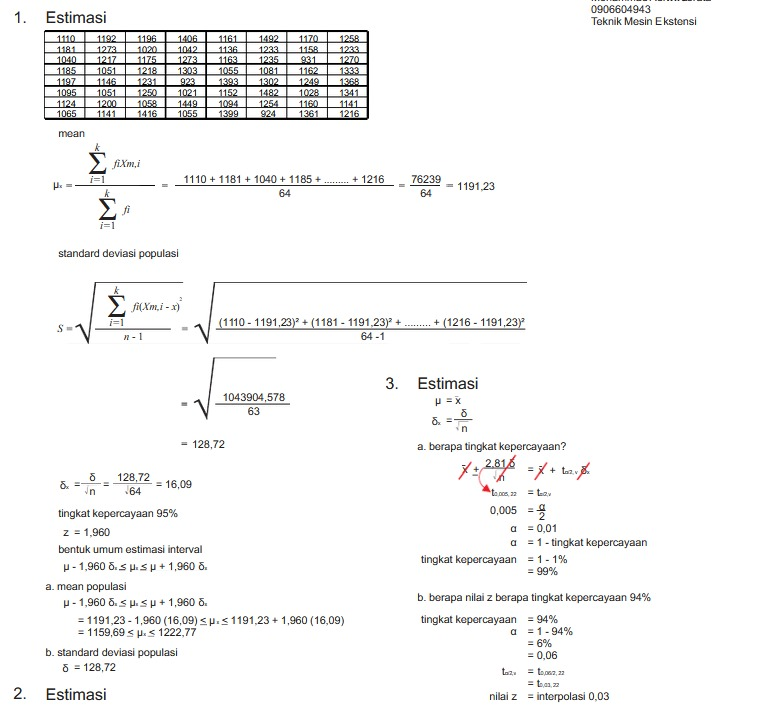 0906604943
Teknik Mesin Ekstensi
1. Estimasi
1110 1192 1196 1406 1161 1492 1170 1258
1181 1273 1020 1042 1136 1233 1158 1233
1040 1217 1175 1273 1163 1235 931 1270
1185 1051 1218 1303 1055 1081 1162 1333
1197 1146 1231 923 1393 1302 1249 1368
1095 1051 1250 1021 1152 1482 1028 1341
1124 1200 1058 1449 1094 1254 1160 1141
1065 1141 1416 1055 1399 924 1361 1216
mean
μx = k ∑ i=1 fiXm,i / k ∑ i=1 fi = 1110 + 1181 + 1040 + 1185 + ......... + 1216 / 64 = 76239 / 64 = 1191,23
standard deviasi populasi
S = √ k ∑ i=1 fi(Xm,i - x)² / n - 1 = √ (1110 - 1191,23)² + (1181 - 1191,23)² + ......... + (1216 - 1191,23)² / 64 -1
= √ 1043904,578 / 63
= 128,72
δx = δ / √n = 128,72 / √64 = 16,09
tingkat kepercayaan 95%
z = 1,960
bentuk umum estimasi interval
μ - 1,960 δx ≤ μx ≤ μ + 1,960 δx
a. mean populasi
μ - 1,960 δx ≤ μx ≤ μ + 1,960 δx
= 1191,23 - 1,960 (16,09) ≤ μx ≤ 1191,23 + 1,960 (16,09)
= 1159,69 ≤ μx ≤ 1222,77
b. standard deviasi populasi
δ = 128,72
2. Estimasi
3. Estimasi
μ = x̄
δx = δ / √n
a. berapa tingkat kepercayaan?
x̄ ± 2,81 δ / √n = x̄ + tα/2,v δx
t0,005, 22 = tα/2,v
0,005 = α / 2
α = 0,01
α = 1 - tingkat kepercayaan
tingkat kepercayaan = 1 - 1%
= 99%
b. berapa nilai z berapa tingkat kepercayaan 94%
tingkat kepercayaan = 94%
α = 1 - 94%
= 6%
= 0,06
tα/2,v = t0,06/2, 22
= t0,03, 22
nilai z = interpolasi 0,03